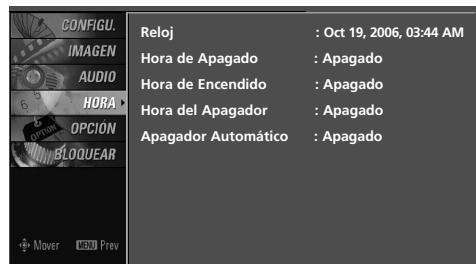 CONFIGU.
IMAGEN
AUDIO
HORA
OPCIÓN
BLOQUEAR
Mover MENU Prev
Reloj : Oct 19, 2006, 03:44 AM
Hora de Apagado : Apagado
Hora de Encendido : Apagado
Hora del Apagador : Apagado
Apagador Automático : Apagado